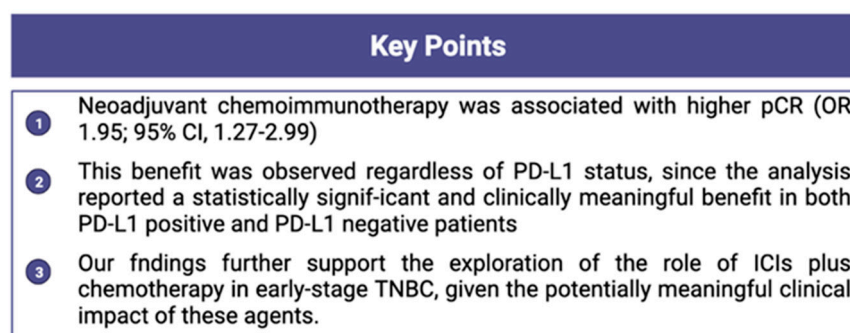 Key Points
1 Neoadjuvant chemoimmunotherapy was associated with higher pCR (OR
1.95; 95% CI, 1.27-2.99)
2 This benefit was observed regardless of PD-L1 status, since the analysis
reported a statistically signif-icant and clinically meaningful benefit in both
PD-L1 positive and PD-L1 negative patients
3 Our fndings further support the exploration of the role of ICIs plus
chemotherapy in early-stage TNBC, given the potentially meaningful clinical
impact of these agents.